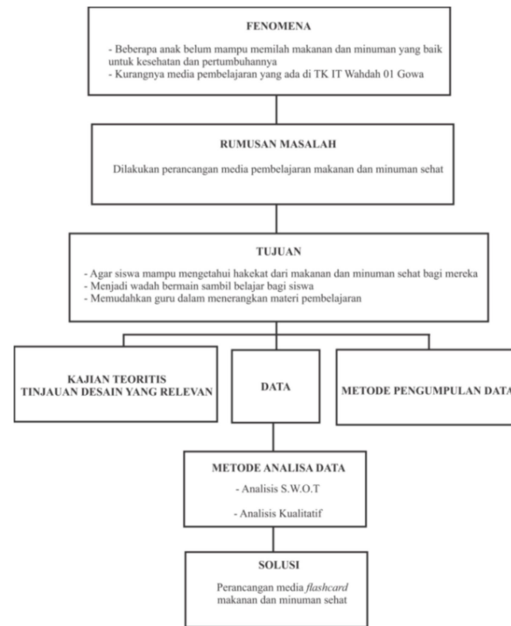 FENOMENA
- Beberapa anak belum mampu memilah makanan dan minuman yang baik
untuk kesehatan dan pertumbuhannya
- Kurangnya media pembelajaran yang ada di TK IT Wahdah 01 Gowa
RUMUSAN MASALAH
Dilakukan perancangan media pembelajaran makanan dan minuman sehat
TUJUAN
- Agar siswa mampu mengetahui hakekat dari makanan dan minuman sehat bagi mereka
- Menjadi wadah bermain sambil belajar bagi siswa
- Memudahkan guru dalam menerangkan materi pembelajaran
KAJIAN TEORITIS
TINJAUAN DESAIN YANG RELEVAN
DATA
METODE PENGUMPULAN DATA
METODE ANALISA DATA
- Analisis S.W.O.T
- Analisis Kualitatif
SOLUSI
Perancangan media flashcard
makanan dan minuman sehat